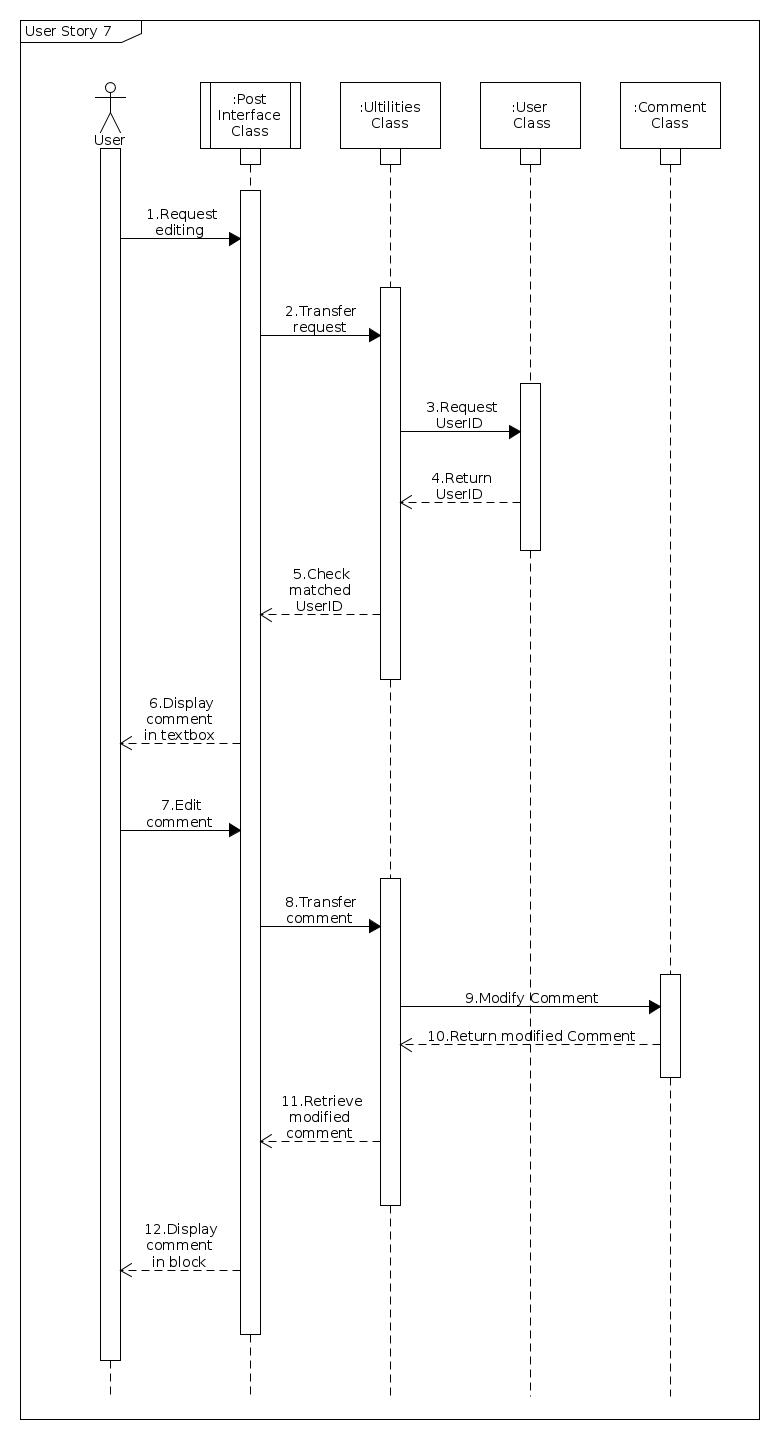 User Story 7
User
:Post
Interface
Class
:Ultilities
Class
:User
Class
:Comment
Class
1.Request
editing
2.Transfer
request
3.Request
UserID
4.Return
UserID
5.Check
matched
UserID
6.Display
comment
in textbox
7.Edit
comment
8.Transfer
comment
9.Modify Comment
10.Return modified Comment
11.Retrieve
modified
comment
12.Display
comment
in block